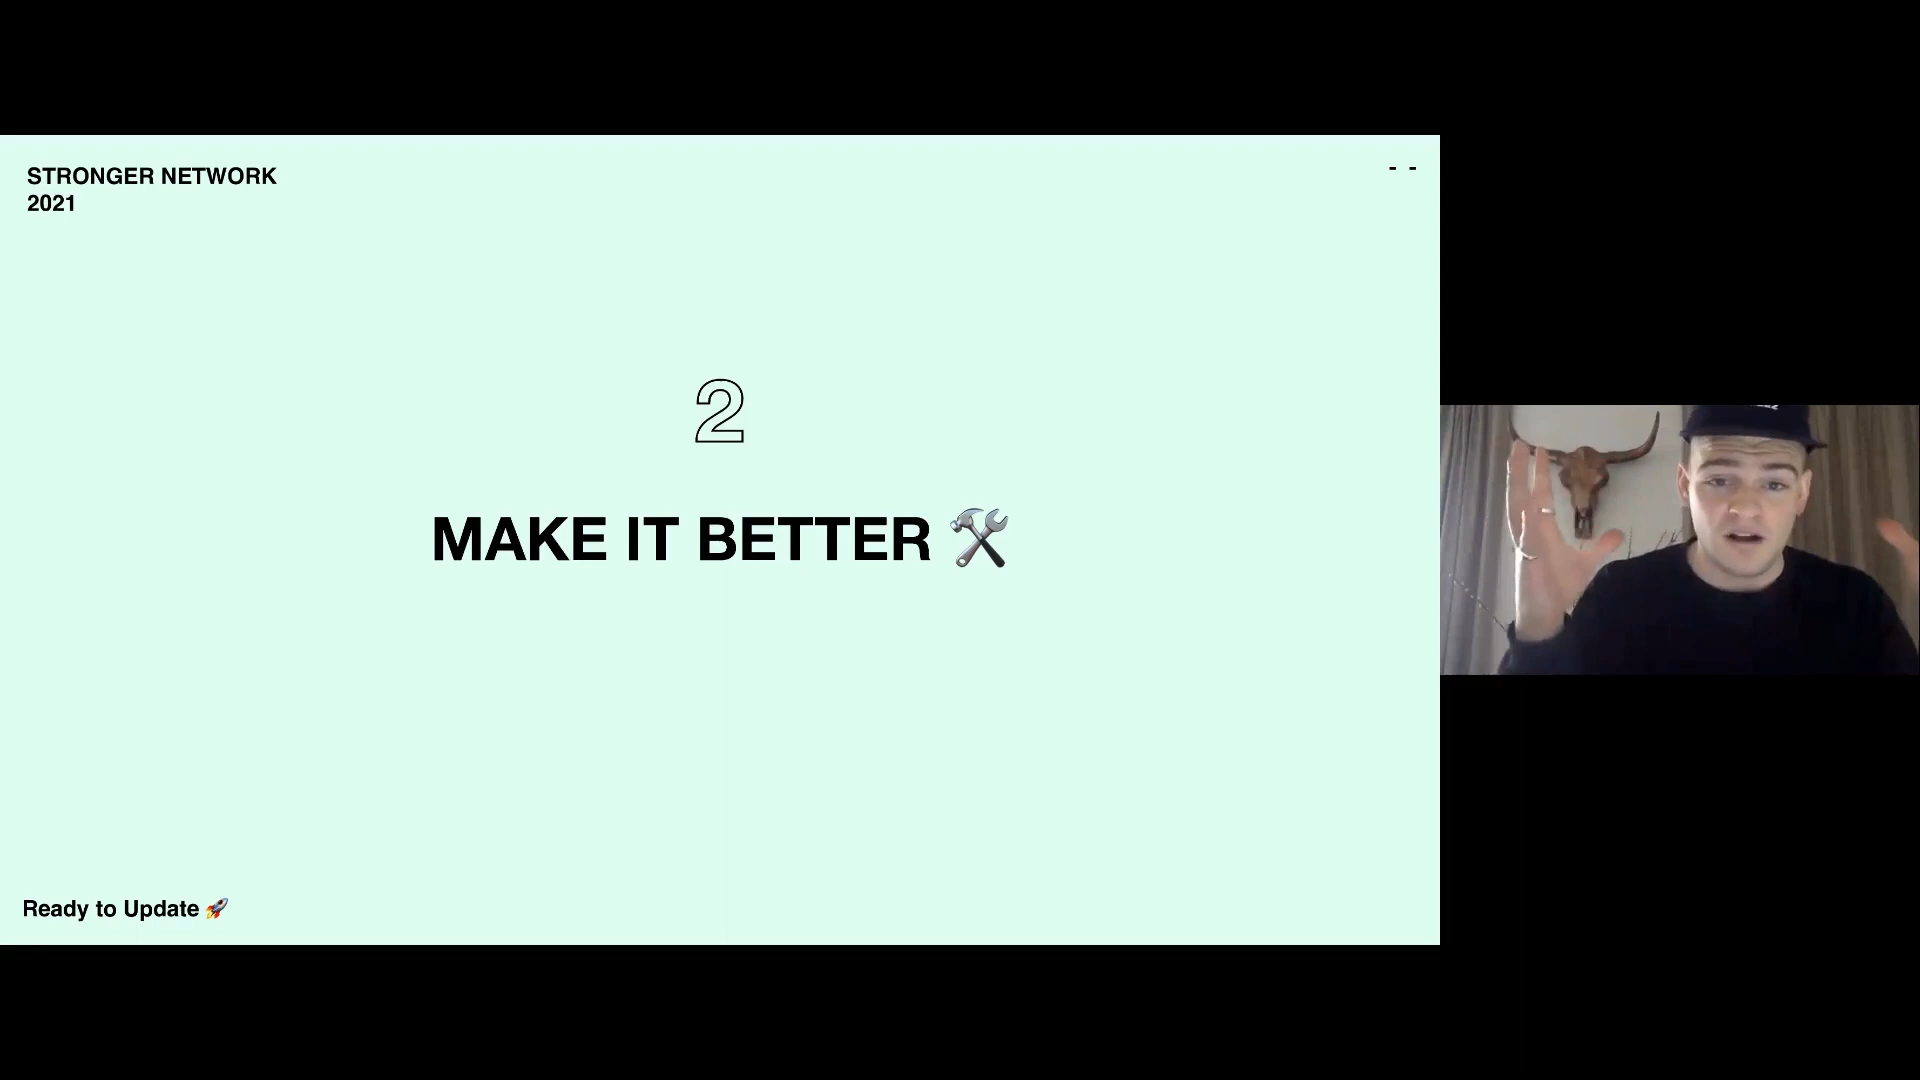 STRONGER NETWORK
2021
- -
2
MAKE IT BETTER 🛠
Ready to Update 🚀